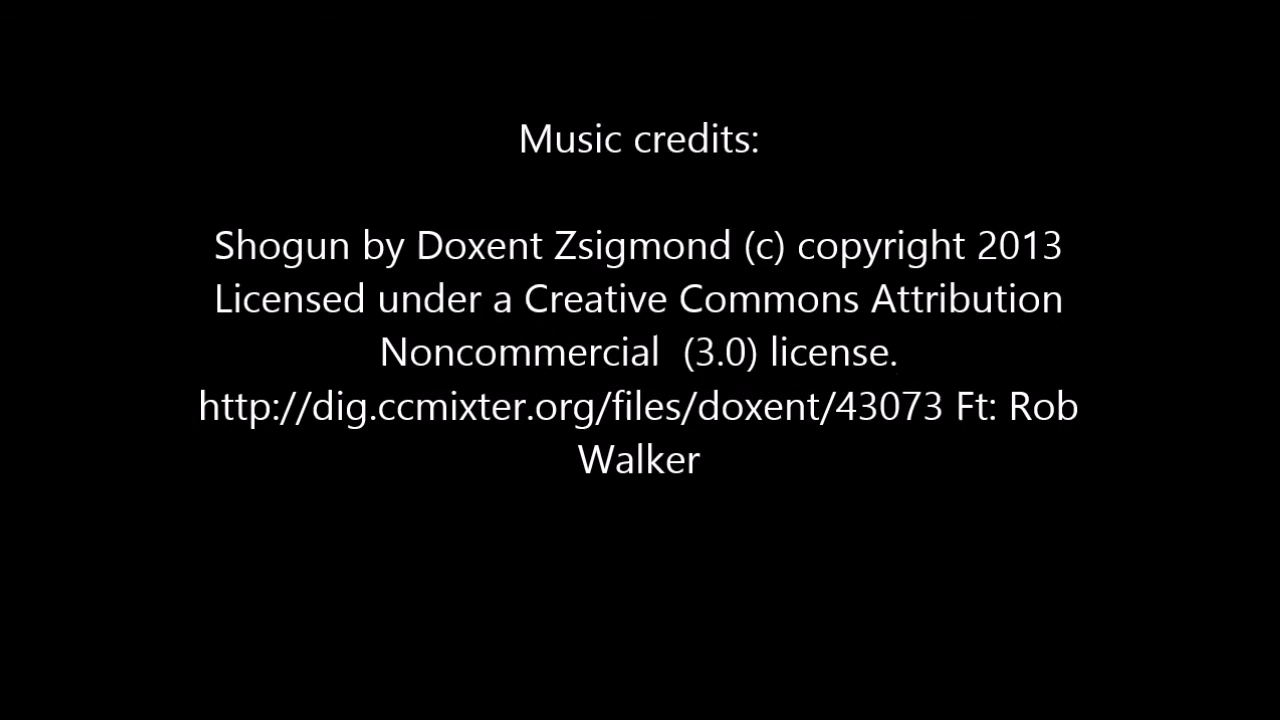 Music credits:
Shogun by Doxent Zsigmond (c) copyright 2013
Licensed under a Creative Commons Attribution
Noncommercial  (3.0) license.
http://dig.ccmixter.org/files/doxent/43073 Ft: Rob
Walker